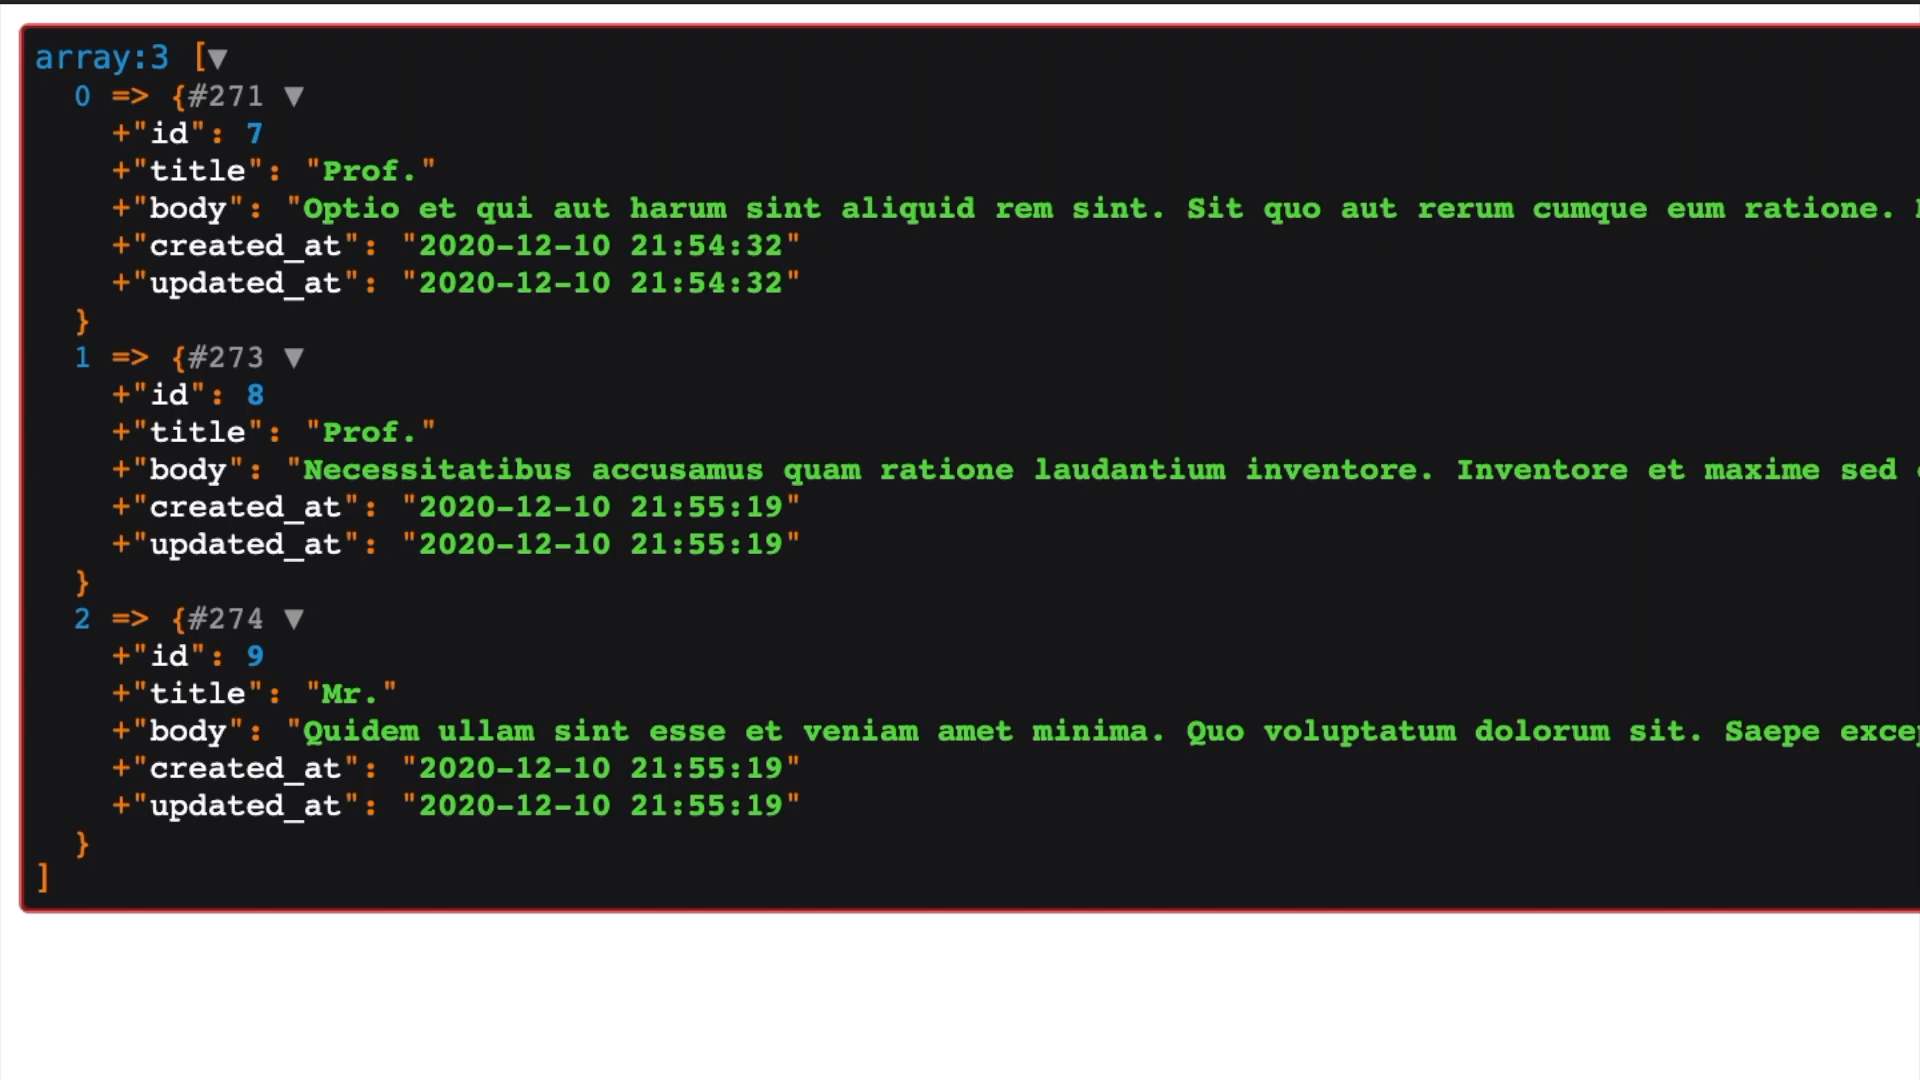 array:3 [▼
  0 => {#271 ▼
    +"id": 7
    +"title": "Prof."
    +"body": "Optio et qui aut harum sint aliquid rem sint. Sit quo aut rerum cumque eum ratione.
    +"created_at": "2020-12-10 21:54:32"
    +"updated_at": "2020-12-10 21:54:32"
  }
  1 => {#273 ▼
    +"id": 8
    +"title": "Prof."
    +"body": "Necessitatibus accusamus quam ratione laudantium inventore. Inventore et maxime sed
    +"created_at": "2020-12-10 21:55:19"
    +"updated_at": "2020-12-10 21:55:19"
  }
  2 => {#274 ▼
    +"id": 9
    +"title": "Mr."
    +"body": "Quidem ullam sint esse et veniam amet minima. Quo voluptatum dolorum sit. Saepe
    +"created_at": "2020-12-10 21:55:19"
    +"updated_at": "2020-12-10 21:55:19"
  }
]